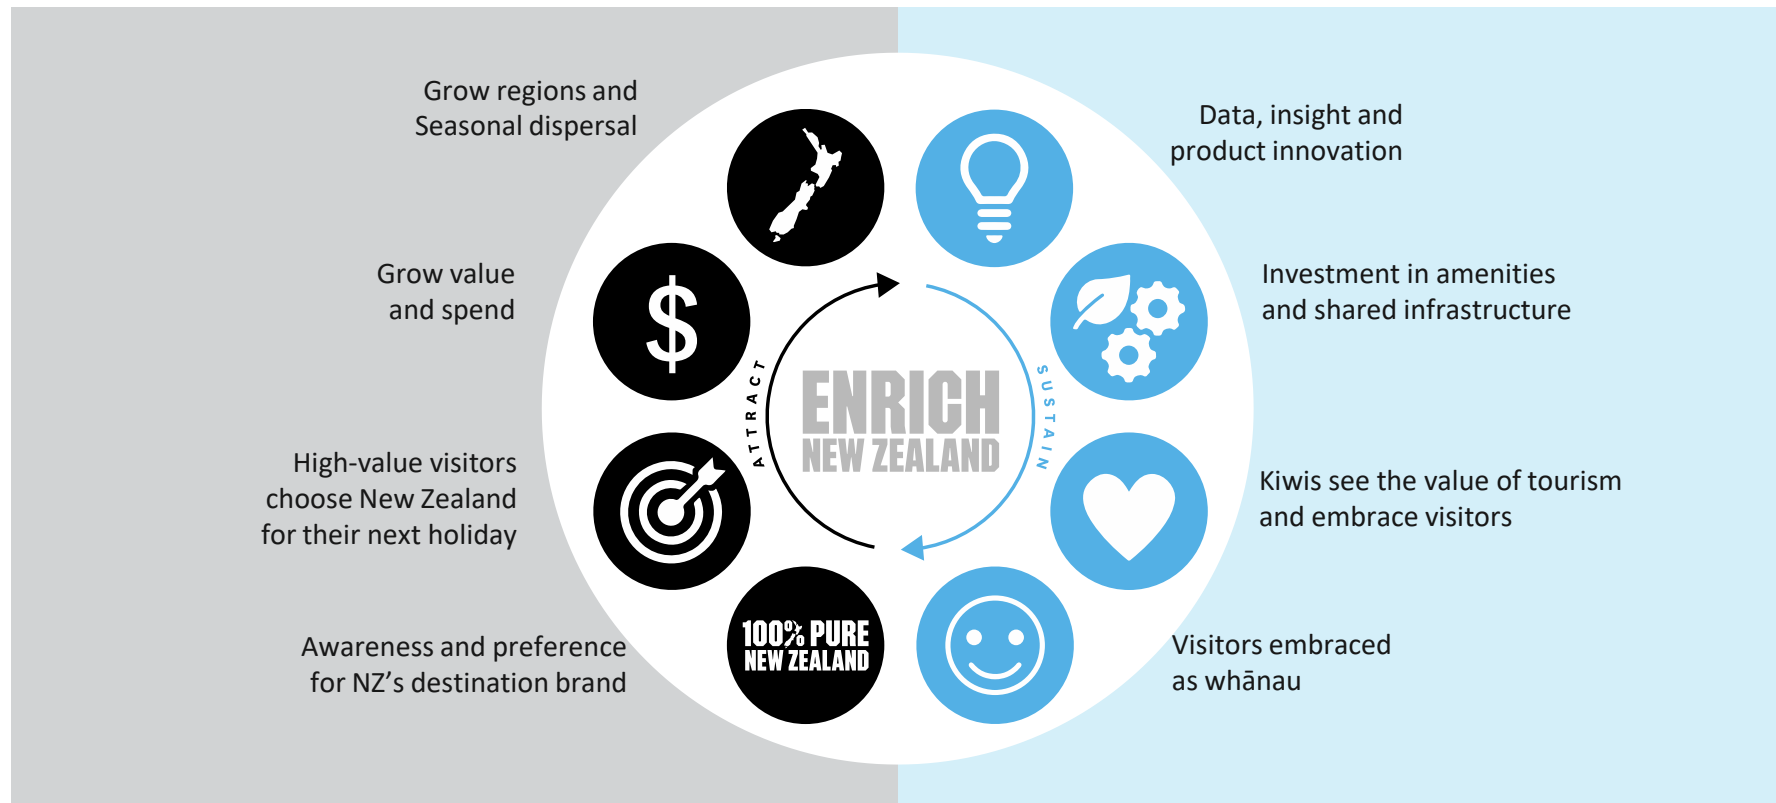 Grow regions and
Seasonal dispersal
Data, insight and
product innovation
Grow value
and spend
$
Investment in amenities
and shared infrastructure
ATTRACT
ENRICH
NEW ZEALAND
SUSTAIN
High-value visitors
choose New Zealand
for their next holiday
Kiwis see the value of tourism
and embrace visitors
Awareness and preference
for NZ's destination brand
100% PURE
NEW ZEALAND
Visitors embraced
as whānau